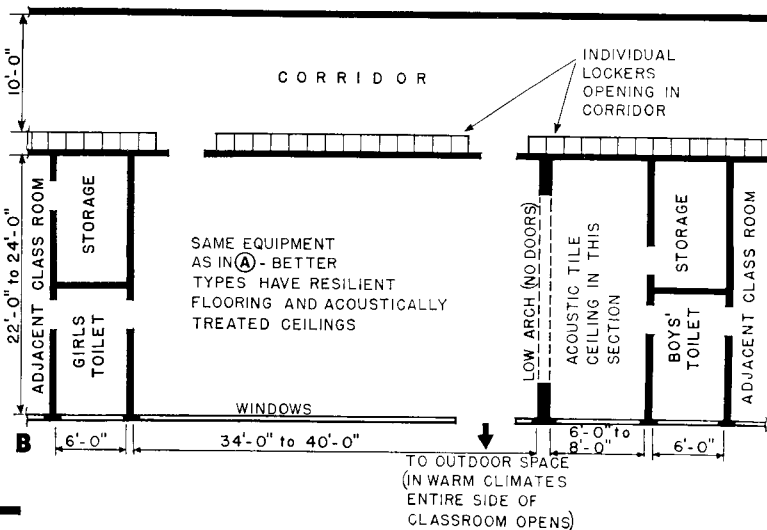 10'-0"
CORRIDOR
INDIVIDUAL
LOCKERS
OPENING IN
CORRIDOR
22'-0" to 24'-0"
ADJACENT CLASS ROOM
STORAGE
GIRLS
TOILET
SAME EQUIPMENT
AS IN (A) - BETTER
TYPES HAVE RESILIENT
FLOORING AND ACOUSTICALLY
TREATED CEILINGS
LOW ARCH (NO DOORS)
ACOUSTIC TILE
CEILING IN THIS
SECTION
STORAGE
BOYS'
TOILET
ADJACENT CLASS ROOM
WINDOWS
B
6'-0"
34'-0" to 40'-0"
6'-0" to
8'-0"
6'-0"
TO OUTDOOR SPACE
(IN WARM CLIMATES
ENTIRE SIDE OF
CLASSROOM OPENS)